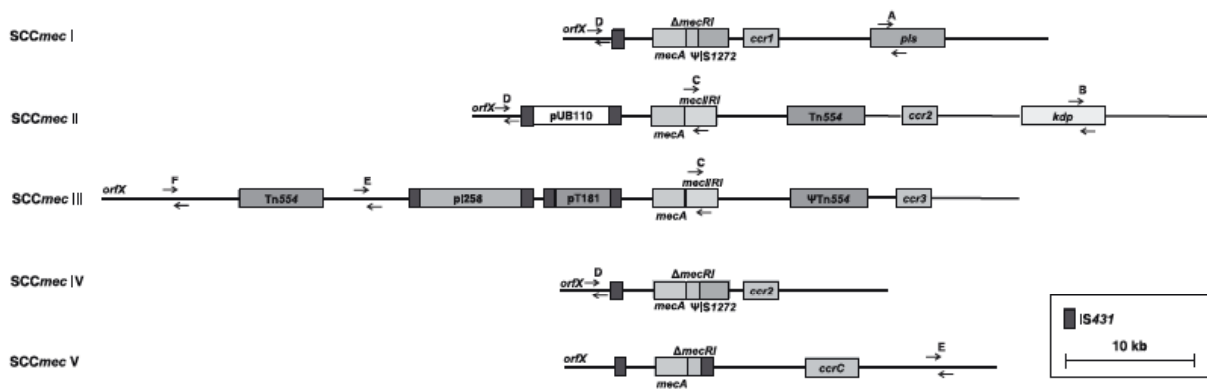 A
ΔmecRI
D
orfX
SCCmec I
ccr1
pls
mecA ΨIS1272
C
B
D
mecI/RI
orfX
SCCmec II
pUB110
Tn554
ccr2
kdp
mecA
C
F
E
mecI/RI
orfX
SCCmec III
Tn554
pI258
pT181
ΨTn554
ccr3
mecA
D
ΔmecRI
orfX
SCCmec IV
ccr2
mecA ΨIS1272
IS431
10 kb
E
ΔmecRI
orfX
SCCmec V
ccrC
mecA